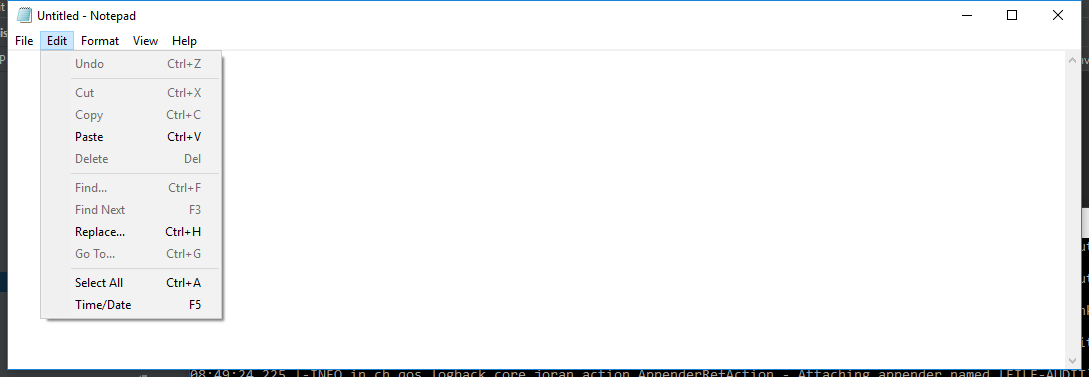 Untitled - Notepad
File Edit Format View Help
Undo Ctrl+Z
Cut Ctrl+X
Copy Ctrl+C
Paste Ctrl+V
Delete Del
Find... Ctrl+F
Find Next F3
Replace... Ctrl+H
Go To... Ctrl+G
Select All Ctrl+A
Time/Date F5
08:49:24,225 |-INFO in ch.qos.logback.core.joran.action.AppenderRefAction - Attaching appender named [FILE-AUDIT